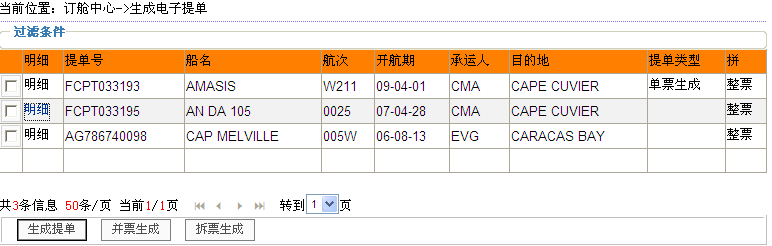 当前位置：订舱中心->生成电子提单
过滤条件
明细 提单号 船名 航次 开航期 承运人 目的地 提单类型 拼
明细 FCPT033193 AMASIS W211 09-04-01 CMA CAPE CUVIER 单票生成 整票
明细 FCPT033195 AN DA 105 0025 07-04-28 CMA CAPE CUVIER 整票
明细 AG786740098 CAP MELVILLE 005W 06-08-13 EVG CARACAS BAY 整票
共3条信息 50条/页 当前1/1页 转到 1 页
生成提单 并票生成 拆票生成